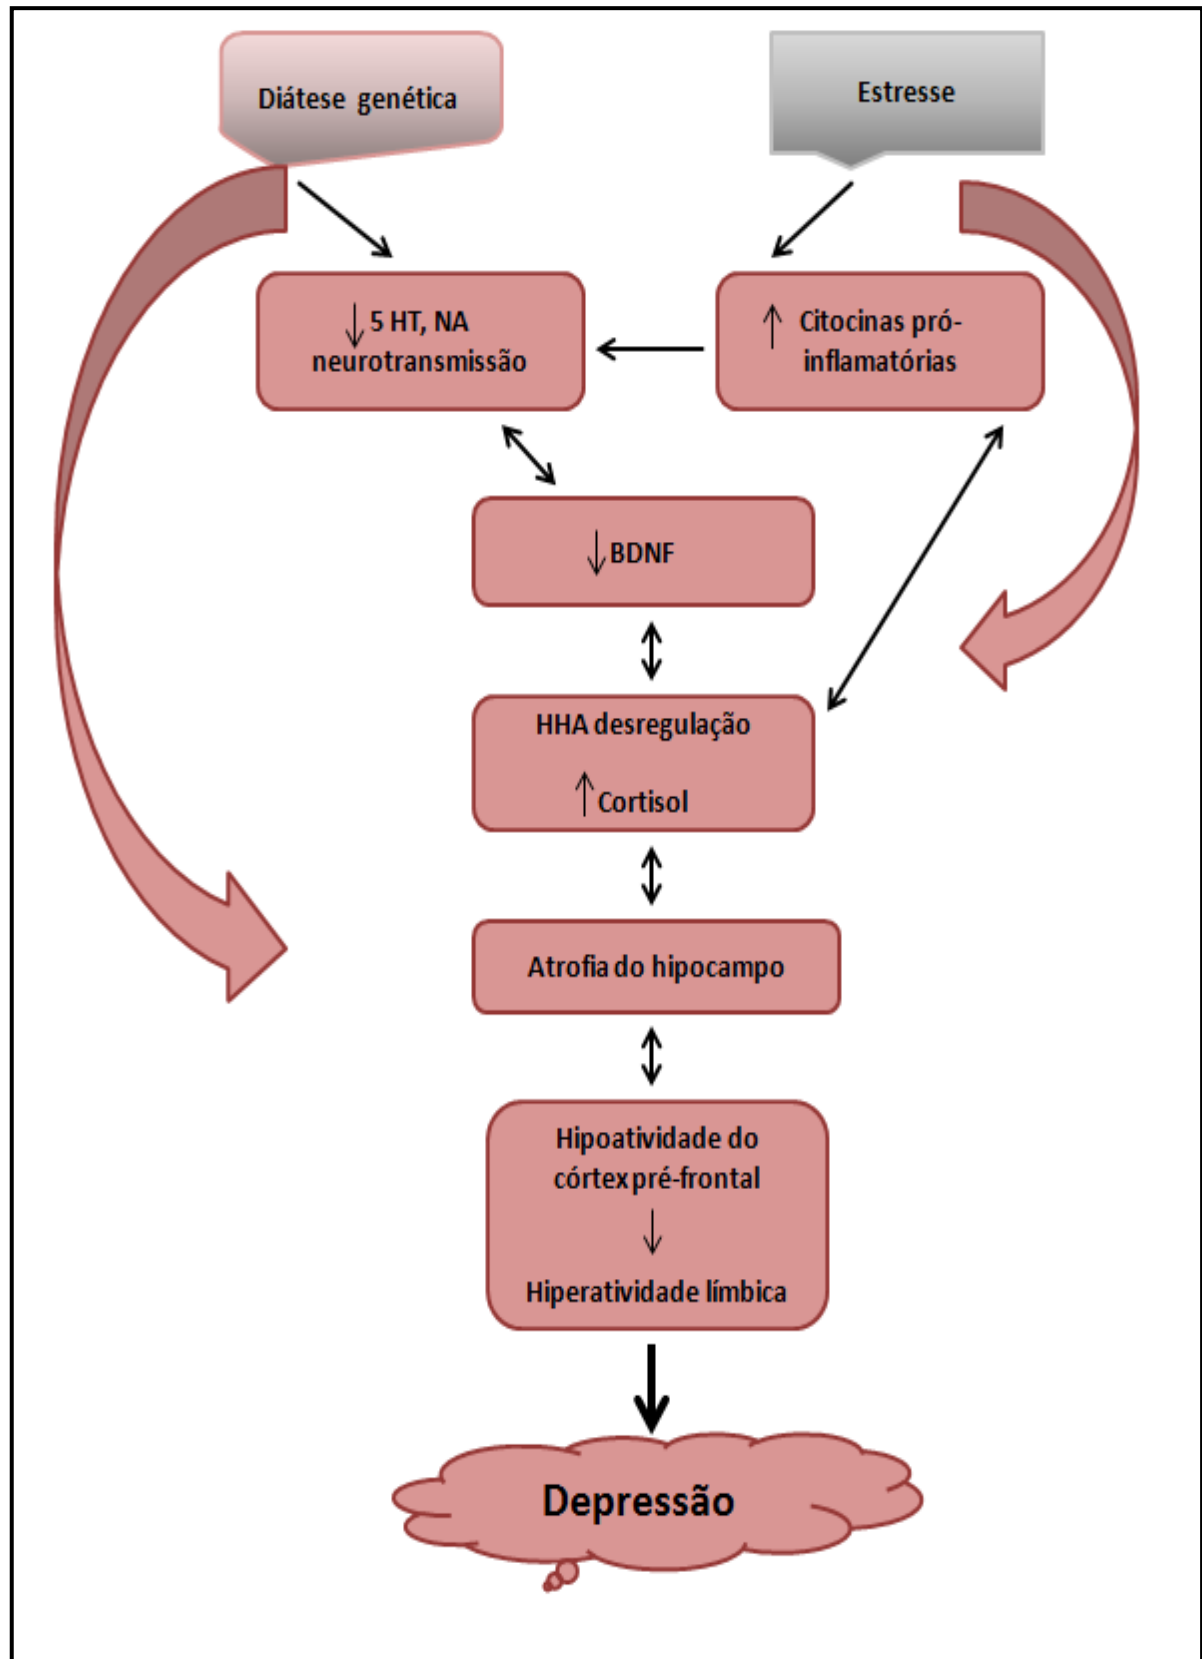 Diátese genética
Estresse
↓ 5 HT, NA
neurotransmissão
↑ Citocinas pró-
inflamatórias
↓ BDNF
HHA desregulação
↑ Cortisol
Atrofia do hipocampo
Hipoatividade do
córtex pré-frontal
↓
Hiperatividade límbica
Depressão